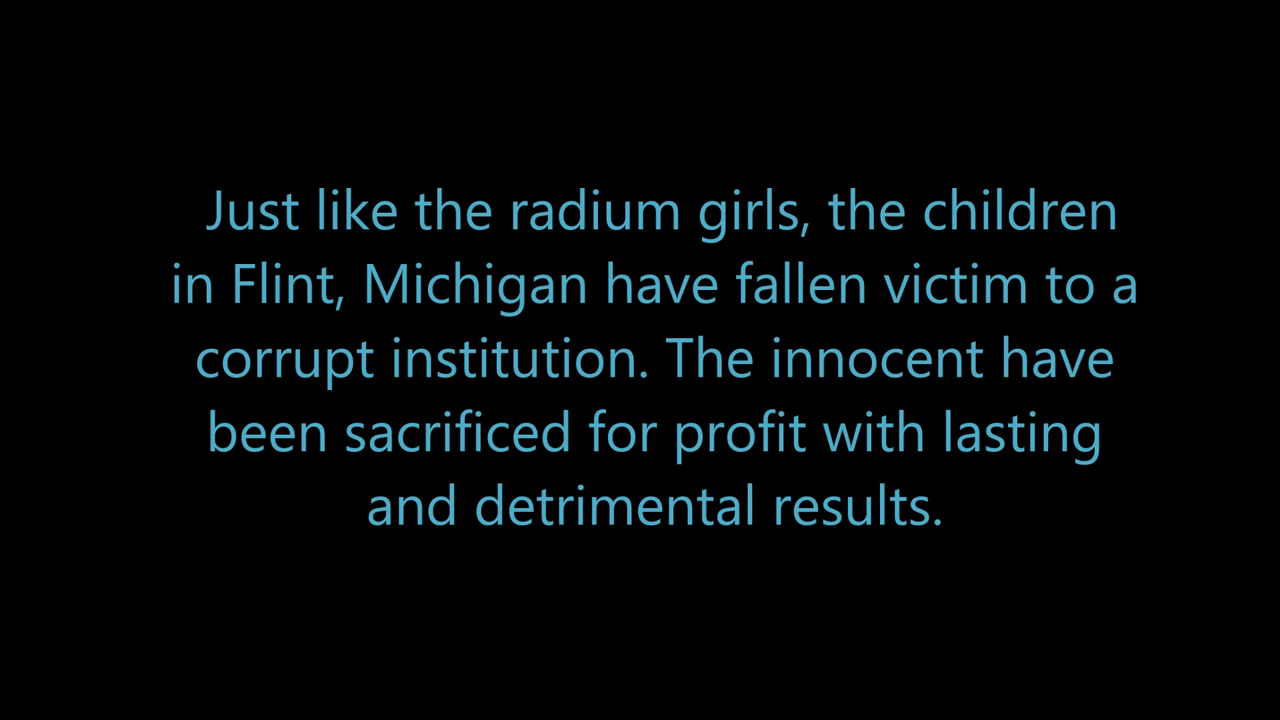 Just like the radium girls, the children
in Flint, Michigan have fallen victim to a
corrupt institution. The innocent have
been sacrificed for profit with lasting
and detrimental results.